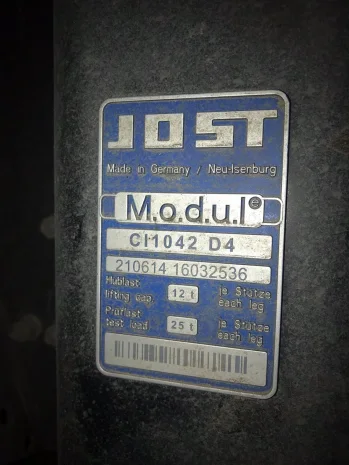 JOST
Made in Germany / Neu-Isenburg
M.o.d.u.l®
CI1042 D4
210614 16032536
Hublast 12 t je Stütze
lifting cap. each leg
Prüflast 25 t je Stütze
test load each leg